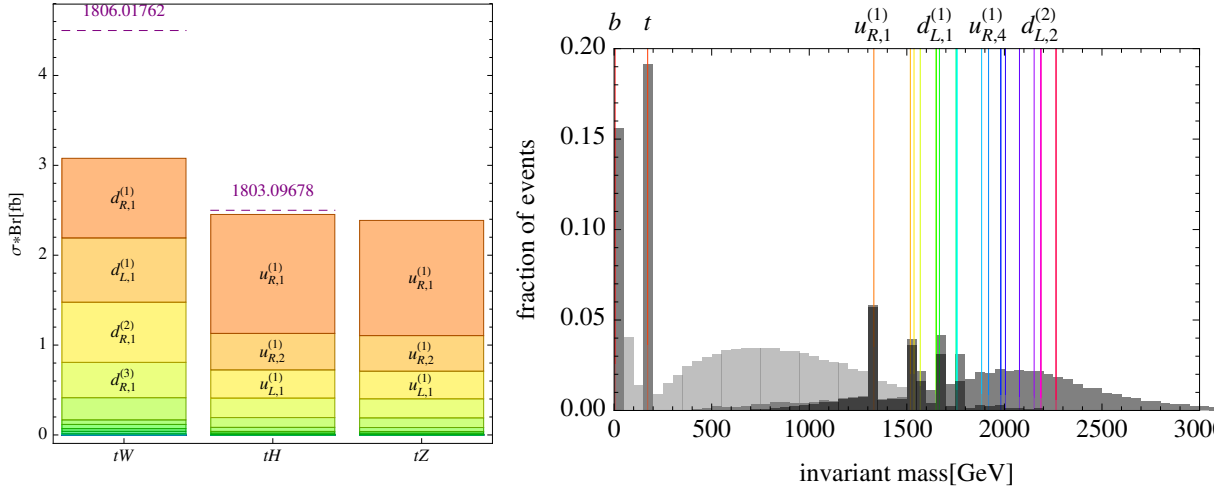 1806.01762
4
3
2
1
0
σ*Br[fb]
1803.09678
d_{R,1}^{(1)}
d_{L,1}^{(1)}
d_{R,1}^{(2)}
d_{R,1}^{(3)}
u_{R,1}^{(1)}
u_{R,2}^{(1)}
u_{L,1}^{(1)}
u_{R,1}^{(1)}
u_{R,2}^{(1)}
u_{L,1}^{(1)}
tW tH tZ
b t u_{R,1}^{(1)} d_{L,1}^{(1)} u_{R,4}^{(1)} d_{L,2}^{(2)}
0.20
0.15
0.10
0.05
0.00
fraction of events
0 500 1000 1500 2000 2500 3000
invariant mass[GeV]